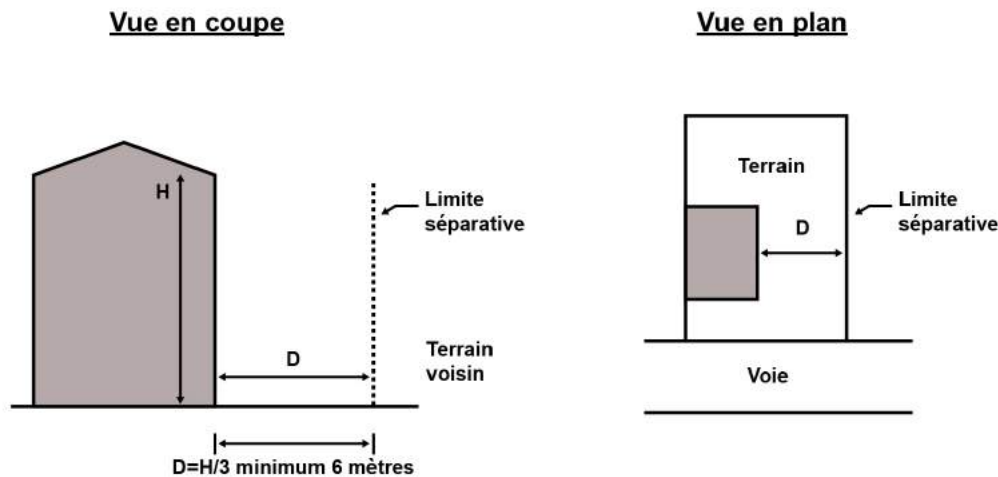 Vue en coupe
H
Limite
séparative
D
Terrain
voisin
D=H/3 minimum 6 mètres
Vue en plan
Terrain
Limite
séparative
D
Voie